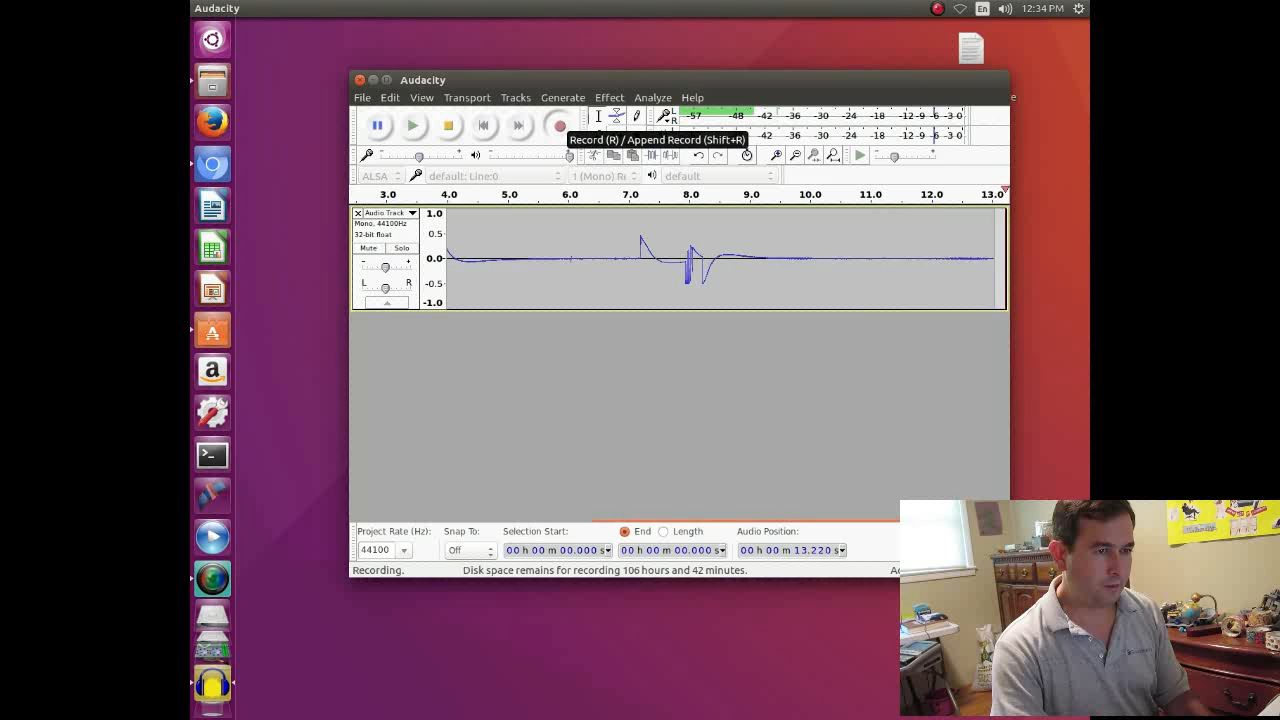 Audacity
En
12:34 PM
Audacity
File Edit View Transport Tracks Generate Effect Analyze Help
L
R
-57 -48 -42 -36 -30 -24 -18 -12 -9 -6 -3 0
Record (R) / Append Record (Shift+R)
-42 -36 -30 -24 -18 -12 -9 -6 -3 0
ALSA default: Line:0 1 (Mono) Re default
3.0 4.0 5.0 6.0 7.0 8.0 9.0 10.0 11.0 12.0 13.0
Audio Track
Mono, 44100Hz
32-bit float
Mute Solo
- +
L R
1.0
0.5
0.0
-0.5
-1.0
Project Rate (Hz): Snap To: Selection Start: End Length Audio Position:
44100 Off 00 h 00 m 00.000 s 00 h 00 m 00.000 s 00 h 00 m 13.220 s
Recording. Disk space remains for recording 106 hours and 42 minutes.